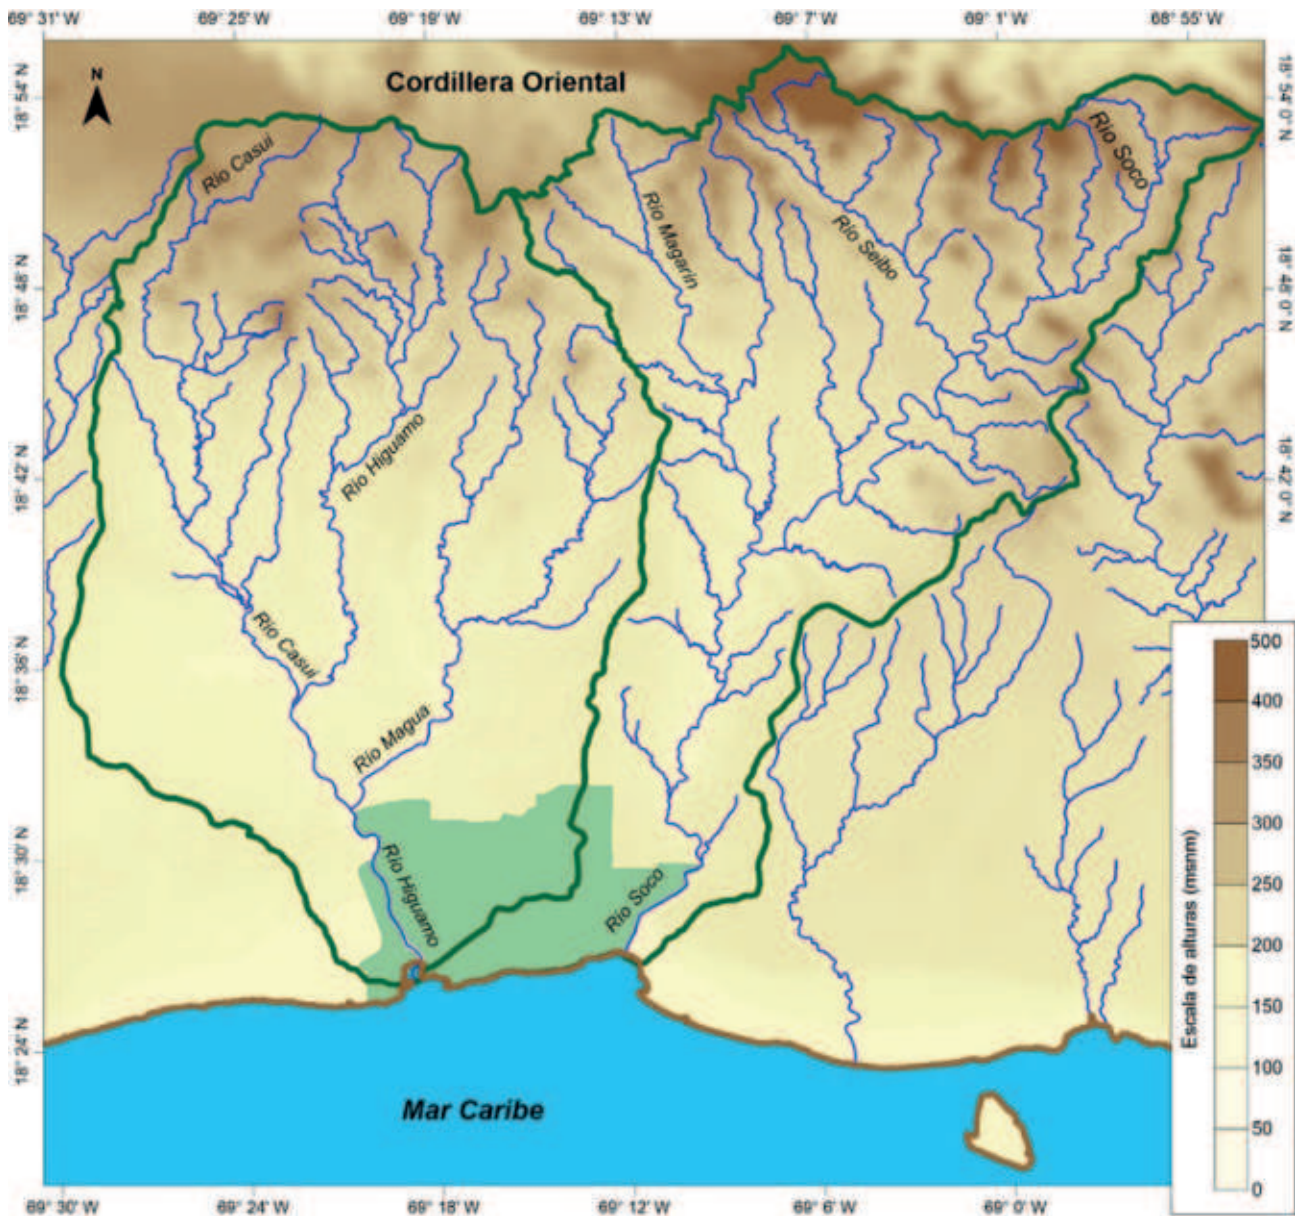 69° 31' W 69° 25' W 69° 19' W 69° 13' W 69° 7' W 69° 1' W 68° 55' W
N
Cordillera Oriental
18° 54' N
18° 48' N
18° 42' N
18° 36' N
18° 30' N
18° 24' N
18° 54' 0" N
18° 48' 0" N
18° 42' 0" N
Río Casui
Río Soco
Río Magarin
Río Seibo
Río Higuamo
Río Casui
Río Magua
Río Higuamo
Río Soco
Mar Caribe
Escala de alturas (msnm)
500
400
350
300
250
200
150
100
50
0
69° 30' W 69° 24' W 69° 18' W 69° 12' W 69° 6' W 69° 0' W